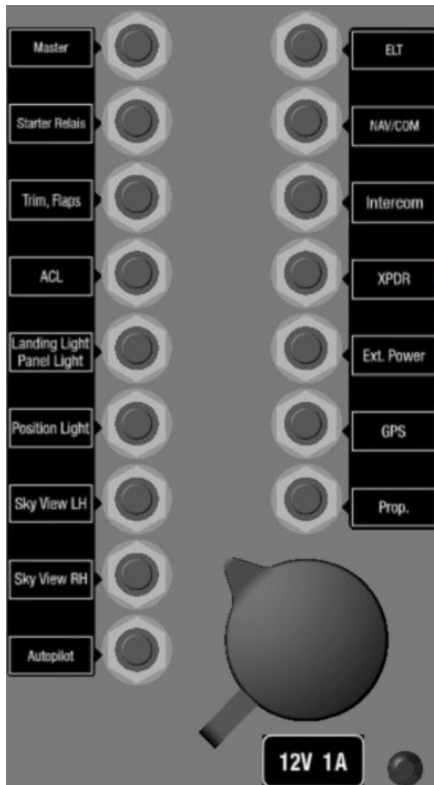 Master
Starter Relais
Trim, Flaps
ACL
Landing Light
Panel Light
Position Light
Sky View LH
Sky View RH
Autopilot
ELT
NAV/COM
Intercom
XPDR
Ext. Power
GPS
Prop.
12V 1A